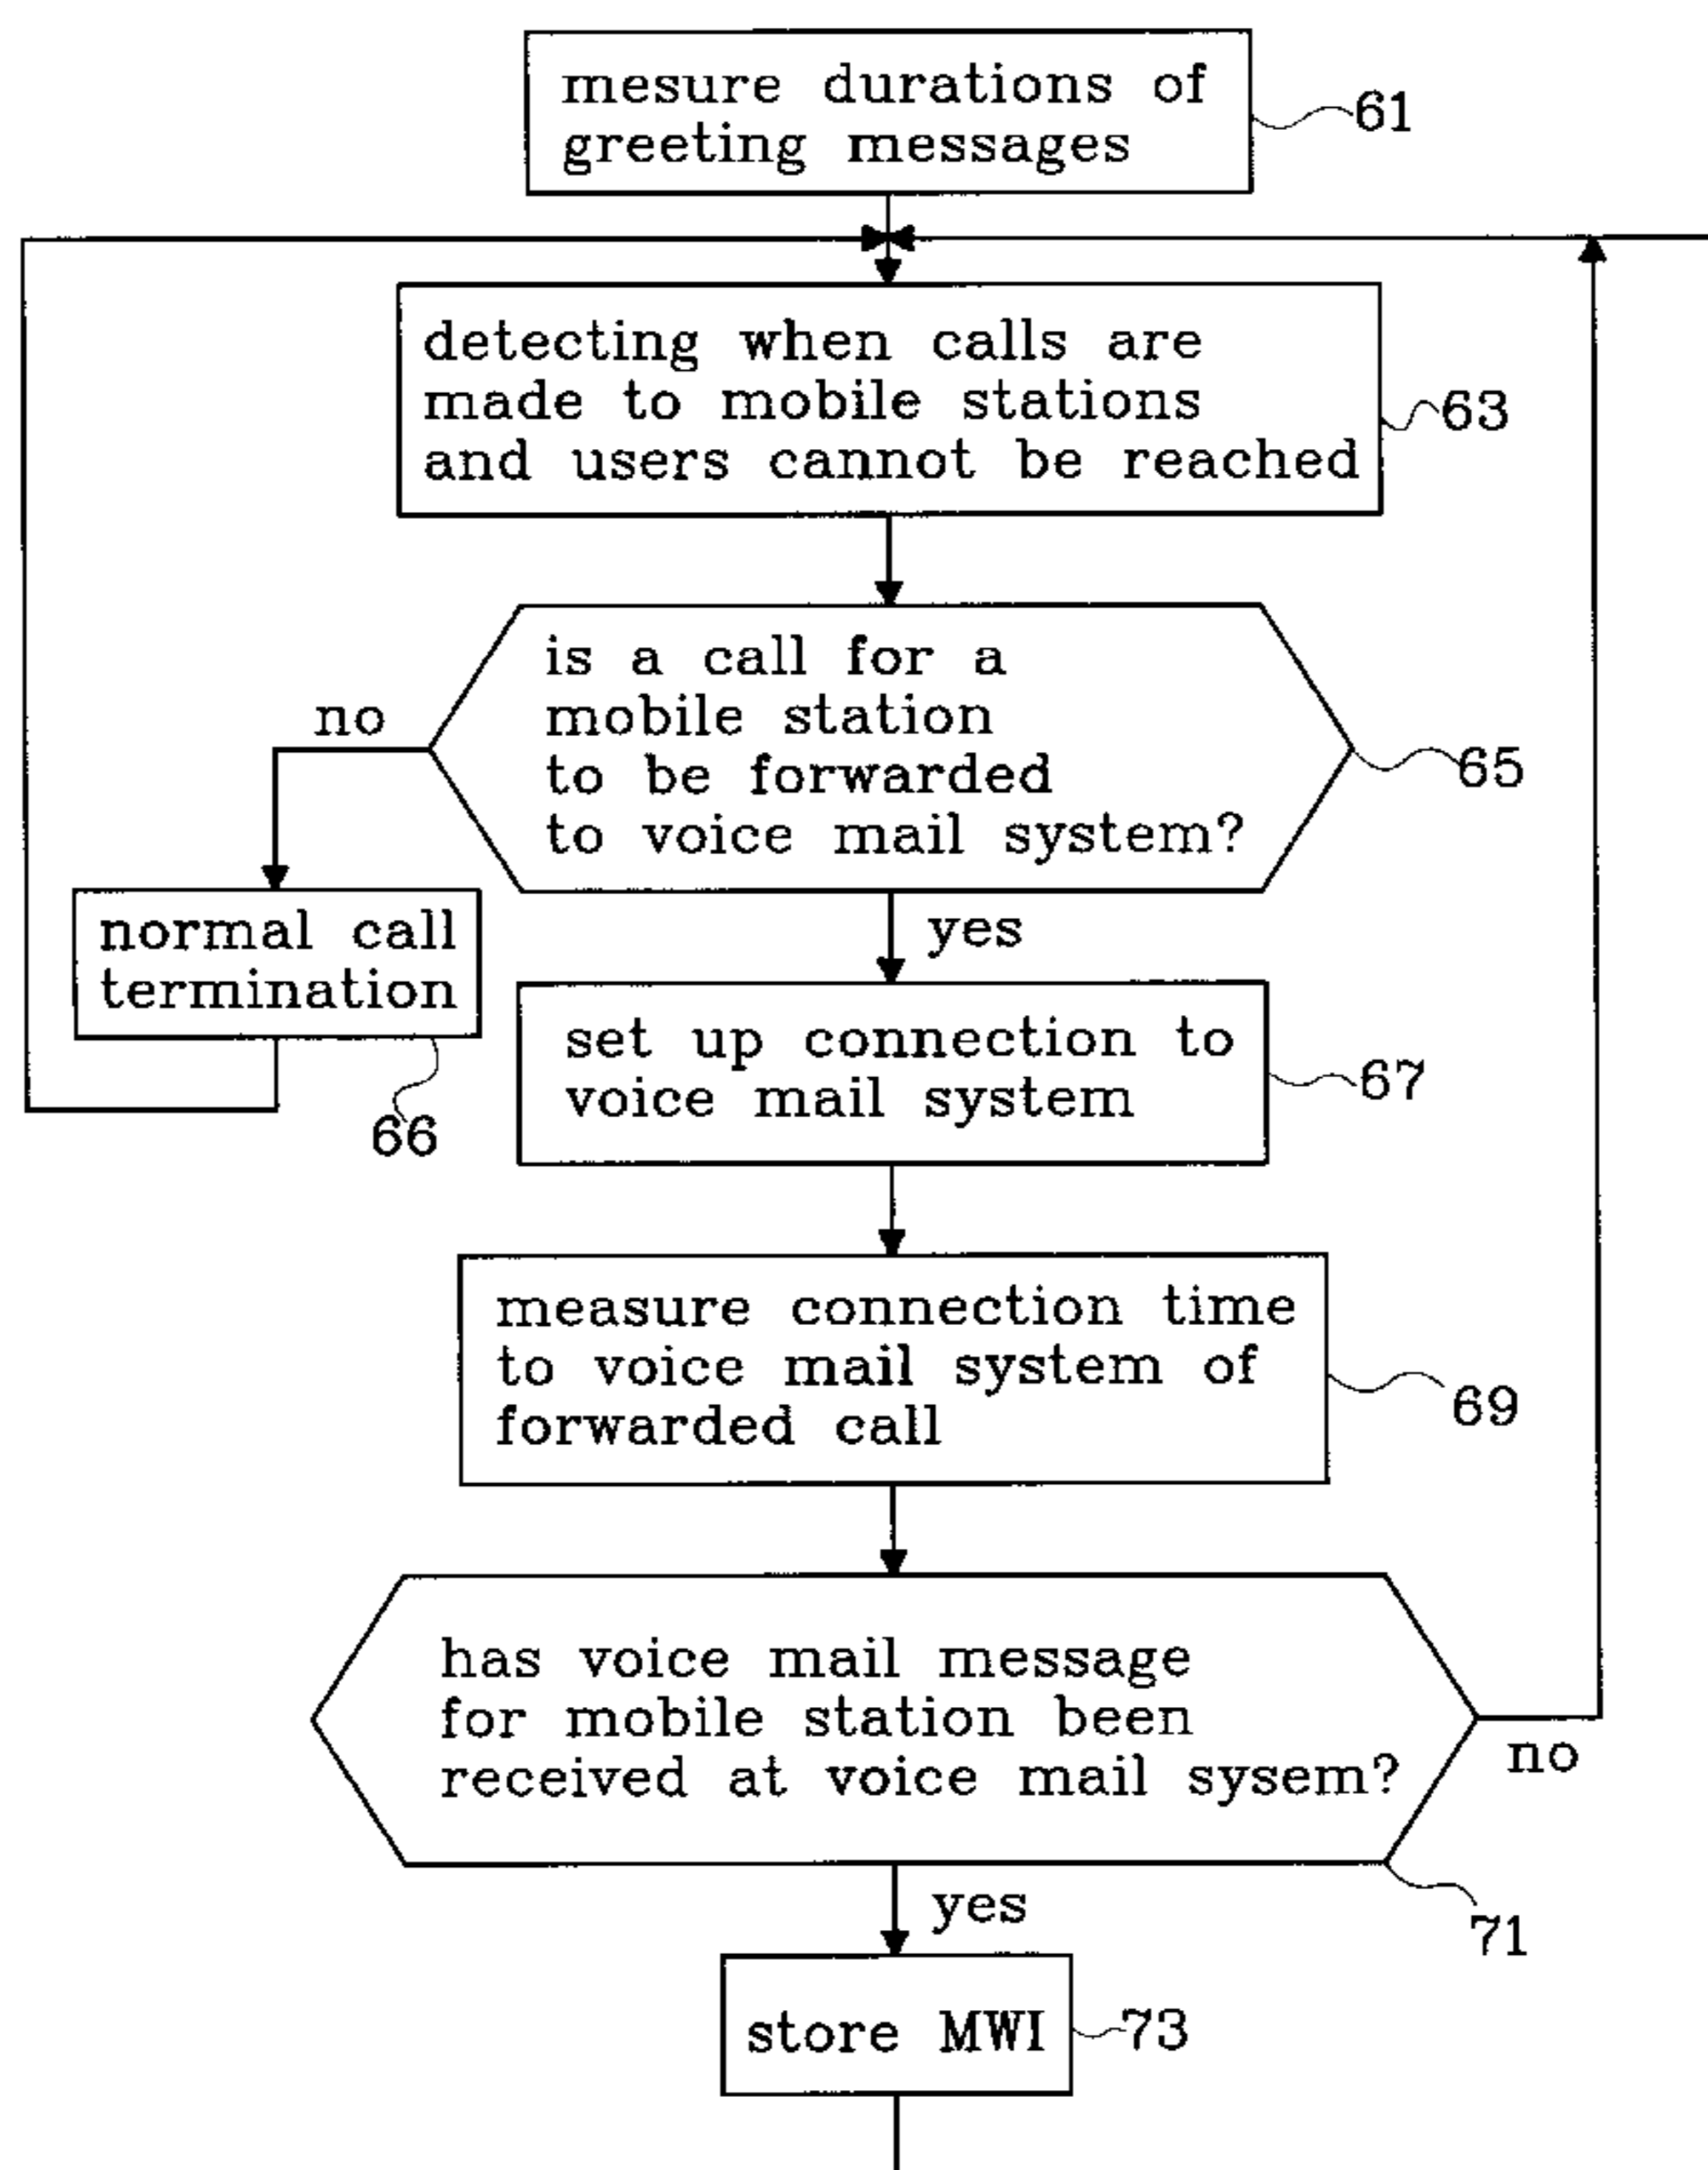 mesure durations of
greeting messages
61
detecting when calls are
made to mobile stations
and users cannot be reached
63
is a call for a
mobile station
to be forwarded
to voice mail system?
65
no
yes
normal call
termination
66
set up connection to
voice mail system
67
measure connection time
to voice mail system of
forwarded call
69
has voice mail message
for mobile station been
received at voice mail sysem?
no
71
yes
store MWI
73